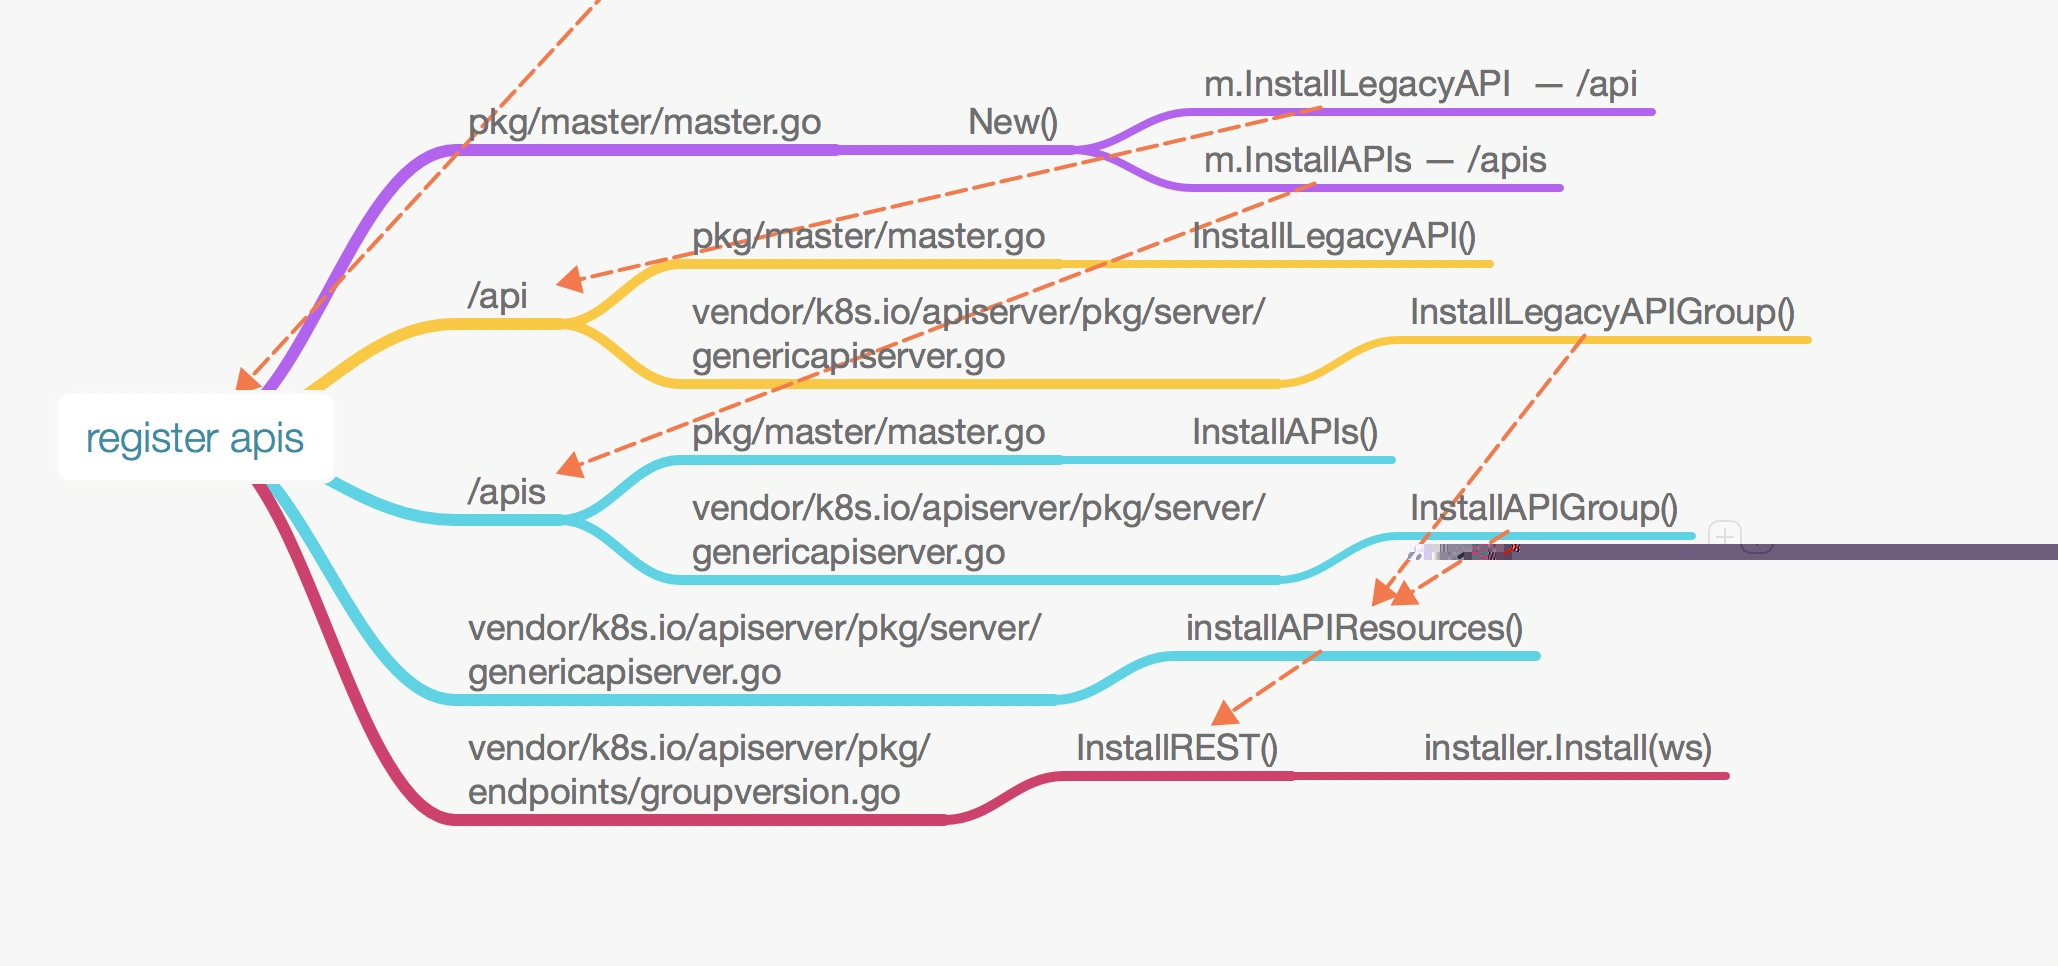 pkg/master/master.go New()
m.InstallLegacyAPI — /api
m.InstallAPIs — /apis
/api
pkg/master/master.go InstallLegacyAPI()
vendor/k8s.io/apiserver/pkg/server/
genericapiserver.go
InstallLegacyAPIGroup()
register apis
/apis
pkg/master/master.go InstallAPIs()
vendor/k8s.io/apiserver/pkg/server/
genericapiserver.go
InstallAPIGroup()
vendor/k8s.io/apiserver/pkg/server/
genericapiserver.go
installAPIResources()
vendor/k8s.io/apiserver/pkg/
endpoints/groupversion.go
InstallREST() installer.Install(ws)